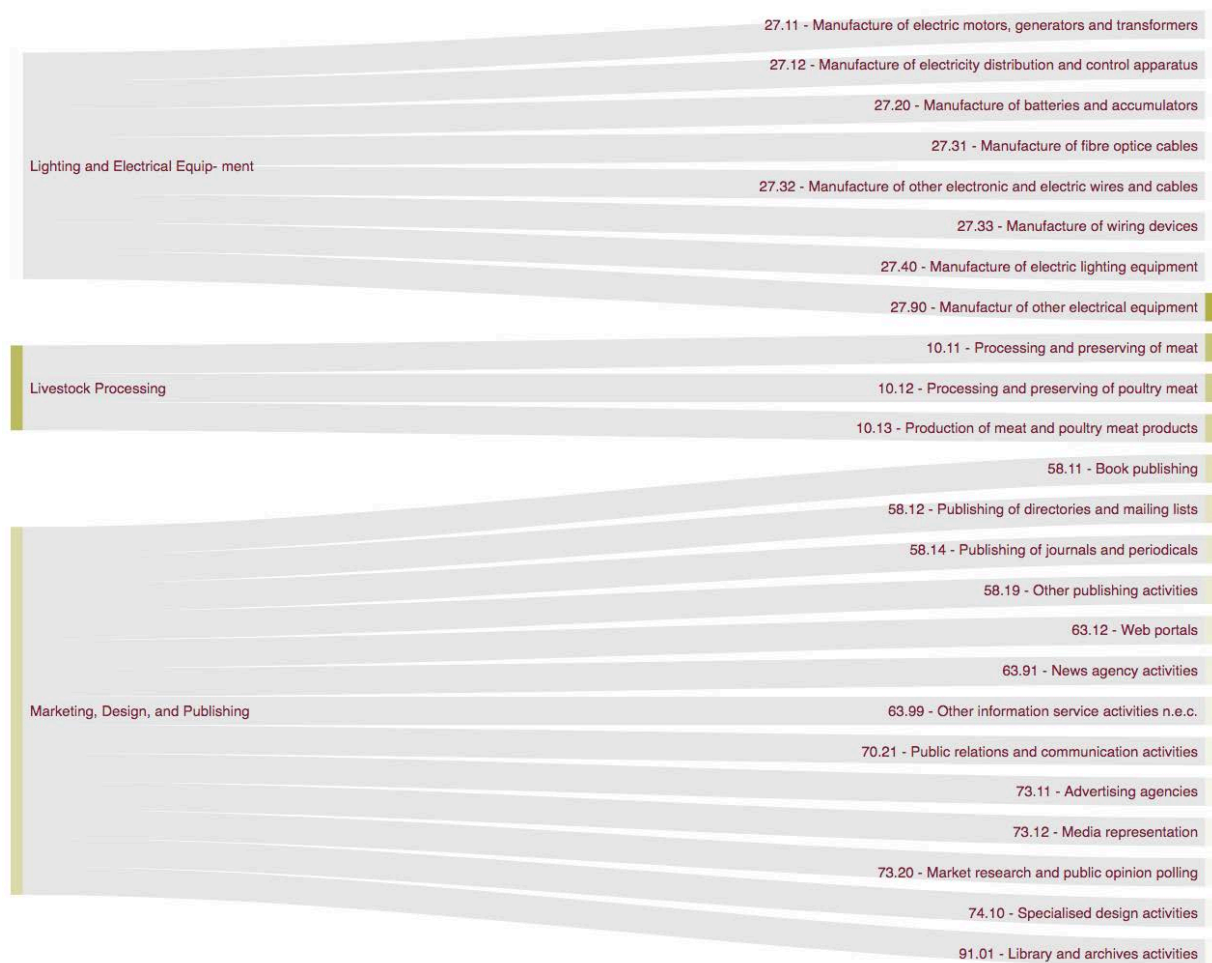 27.11 - Manufacture of electric motors, generators and transformers
27.12 - Manufacture of electricity distribution and control apparatus
27.20 - Manufacture of batteries and accumulators
27.31 - Manufacture of fibre optice cables
Lighting and Electrical Equip- ment
27.32 - Manufacture of other electronic and electric wires and cables
27.33 - Manufacture of wiring devices
27.40 - Manufacture of electric lighting equipment
27.90 - Manufactur of other electrical equipment
10.11 - Processing and preserving of meat
Livestock Processing
10.12 - Processing and preserving of poultry meat
10.13 - Production of meat and poultry meat products
58.11 - Book publishing
58.12 - Publishing of directories and mailing lists
58.14 - Publishing of journals and periodicals
58.19 - Other publishing activities
63.12 - Web portals
63.91 - News agency activities
Marketing, Design, and Publishing
63.99 - Other information service activities n.e.c.
70.21 - Public relations and communication activities
73.11 - Advertising agencies
73.12 - Media representation
73.20 - Market research and public opinion polling
74.10 - Specialised design activities
91.01 - Library and archives activities